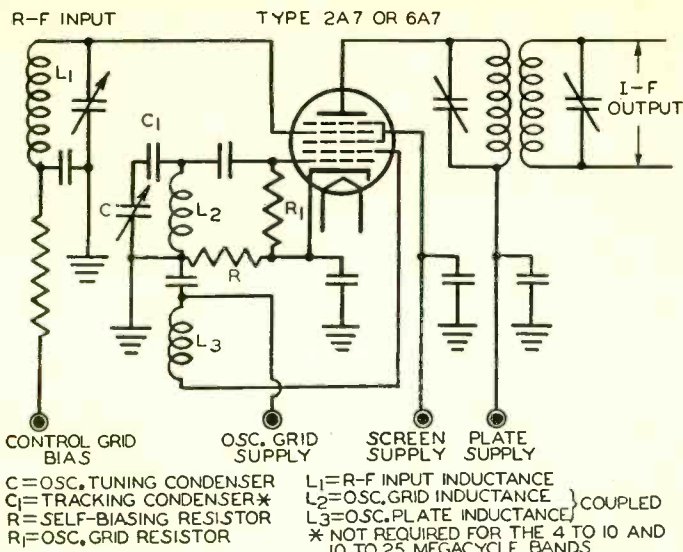 R-F INPUT
TYPE 2A7 OR 6A7
L1
C1
C
L2
R1
R
L3
I-F
OUTPUT
CONTROL GRID
BIAS
OSC. GRID
SUPPLY
SCREEN
SUPPLY
PLATE
SUPPLY
C=OSC. TUNING CONDENSER
C1=TRACKING CONDENSER*
R=SELF-BIASING RESISTOR
R1=OSC. GRID RESISTOR
L1=R-F INPUT INDUCTANCE
L2=OSC. GRID INDUCTANCE
L3=OSC. PLATE INDUCTANCE
} COUPLED
* NOT REQUIRED FOR THE 4 TO 10 AND
10 TO 25 MEGACYCLE BANDS